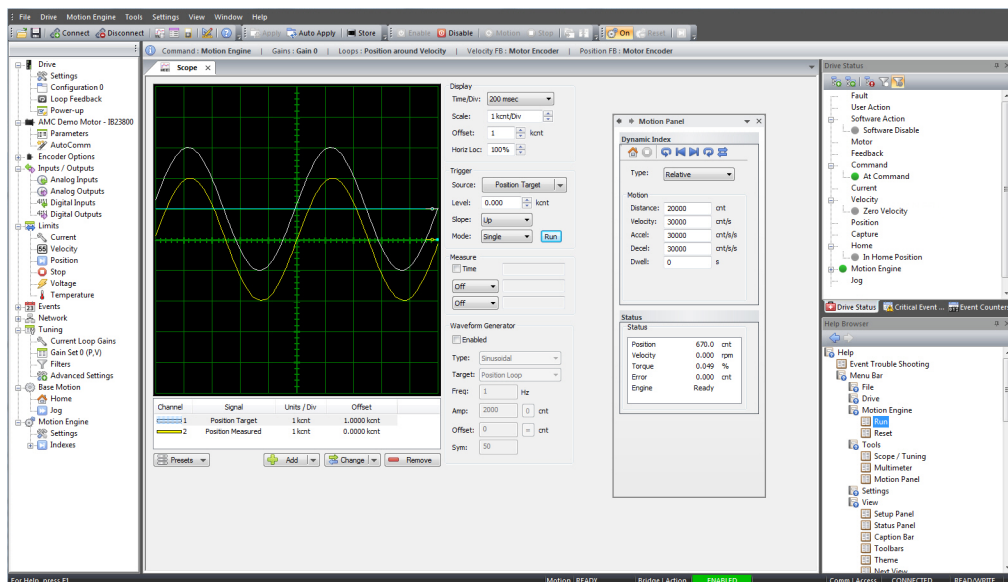 File Drive Motion Engine Tools Settings View Window Help
Connect Disconnect Apply Auto Apply Store Enable Disable Motion Stop On Reset
Command : Motion Engine | Gains : Gain 0 | Loops : Position around Velocity | Velocity FB : Motor Encoder | Position FB : Motor Encoder
Drive
Settings
Configuration 0
Loop Feedback
Power-up
AMC Demo Motor - IB23800
Parameters
AutoComm
Encoder Options
Inputs / Outputs
Analog Inputs
Analog Outputs
Digital Inputs
Digital Outputs
Limits
Current
Velocity
Position
Stop
Voltage
Temperature
Events
Network
Tuning
Current Loop Gains
Gain Set 0 (P,V)
Filters
Advanced Settings
Base Motion
Home
Jog
Motion Engine
Settings
Indexes
Scope
Channel Signal Units / Div Offset
1 Position Target 1 kcnt 1.0000 kcnt
2 Position Measured 1 kcnt 0.0000 kcnt
Presets Add Change Remove
Display
Time/Div: 200 msec
Scale: 1 kcnt/Div
Offset: 1 kcnt
Horiz Loc: 100%
Trigger
Source: Position Target
Level: 0.000 kcnt
Slope: Up
Mode: Single Run
Measure
Time
Off
Off
Waveform Generator
Enabled
Type: Sinusoidal
Target: Position Loop
Freq: 1 Hz
Amp: 2000 0 cnt
Offset: 0 = cnt
Sym: 50
Motion Panel
Dynamic Index
Type: Relative
Motion
Distance: 20000 cnt
Velocity: 30000 cnt/s
Accel: 30000 cnt/s/s
Decel: 30000 cnt/s/s
Dwell: 0 s
Status
Status
Position 670.0 cnt
Velocity 0.000 rpm
Torque 0.049 %
Error 0.000 cnt
Engine Ready
Drive Status
Fault
User Action
Software Action
Software Disable
Motor
Feedback
Command
At Command
Current
Velocity
Zero Velocity
Position
Capture
Home
In Home Position
Motion Engine
Jog
Drive Status Critical Event ... Event Counters
Help Browser
Help
Event Trouble Shooting
Menu Bar
File
Drive
Motion Engine
Run
Reset
Tools
Scope / Tuning
Multimeter
Motion Panel
Settings
View
Setup Panel
Status Panel
Caption Bar
Toolbars
Theme
Next View
For Help, press F1 Motion : READY Bridge | Action ENABLED Comm | Access CONNECTED READ/WRITE